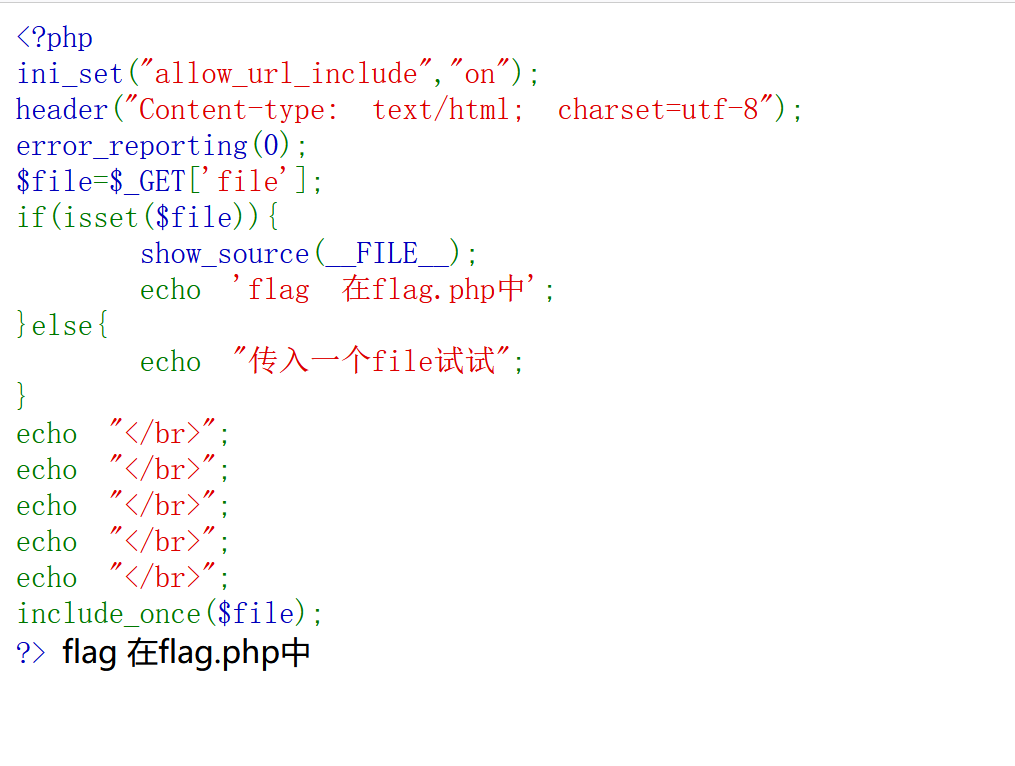 <?php
ini_set("allow_url_include","on");
header("Content-type: text/html; charset=utf-8");
error_reporting(0);
$file=$_GET['file'];
if(isset($file)){
show_source(__FILE__);
echo 'flag 在flag.php中';
}else{
echo "传入一个file试试";
}
echo "</br>";
echo "</br>";
echo "</br>";
echo "</br>";
echo "</br>";
include_once($file);
?> flag 在flag.php中